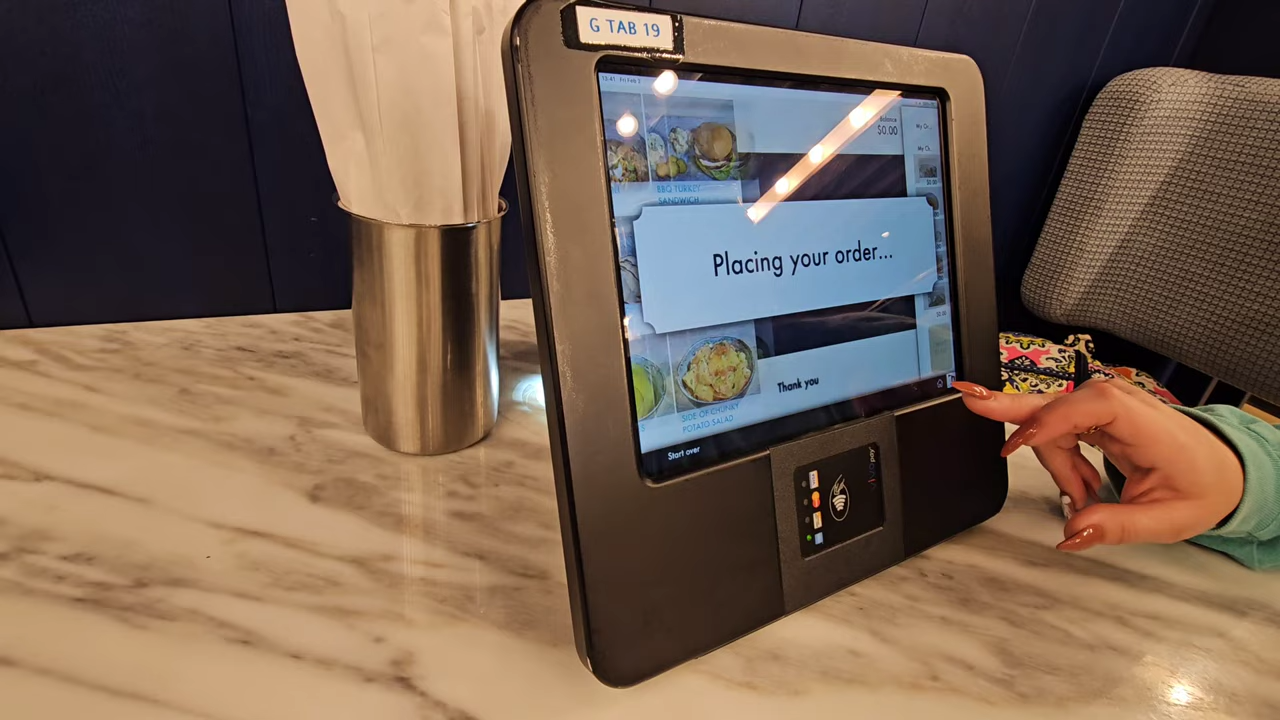 G TAB 19
Balance
$0.00
BBQ TURKEY
SANDWICH
Placing your order...
Thank you
SIDE OF CHUNKY
POTATO SALAD
Start over
pay